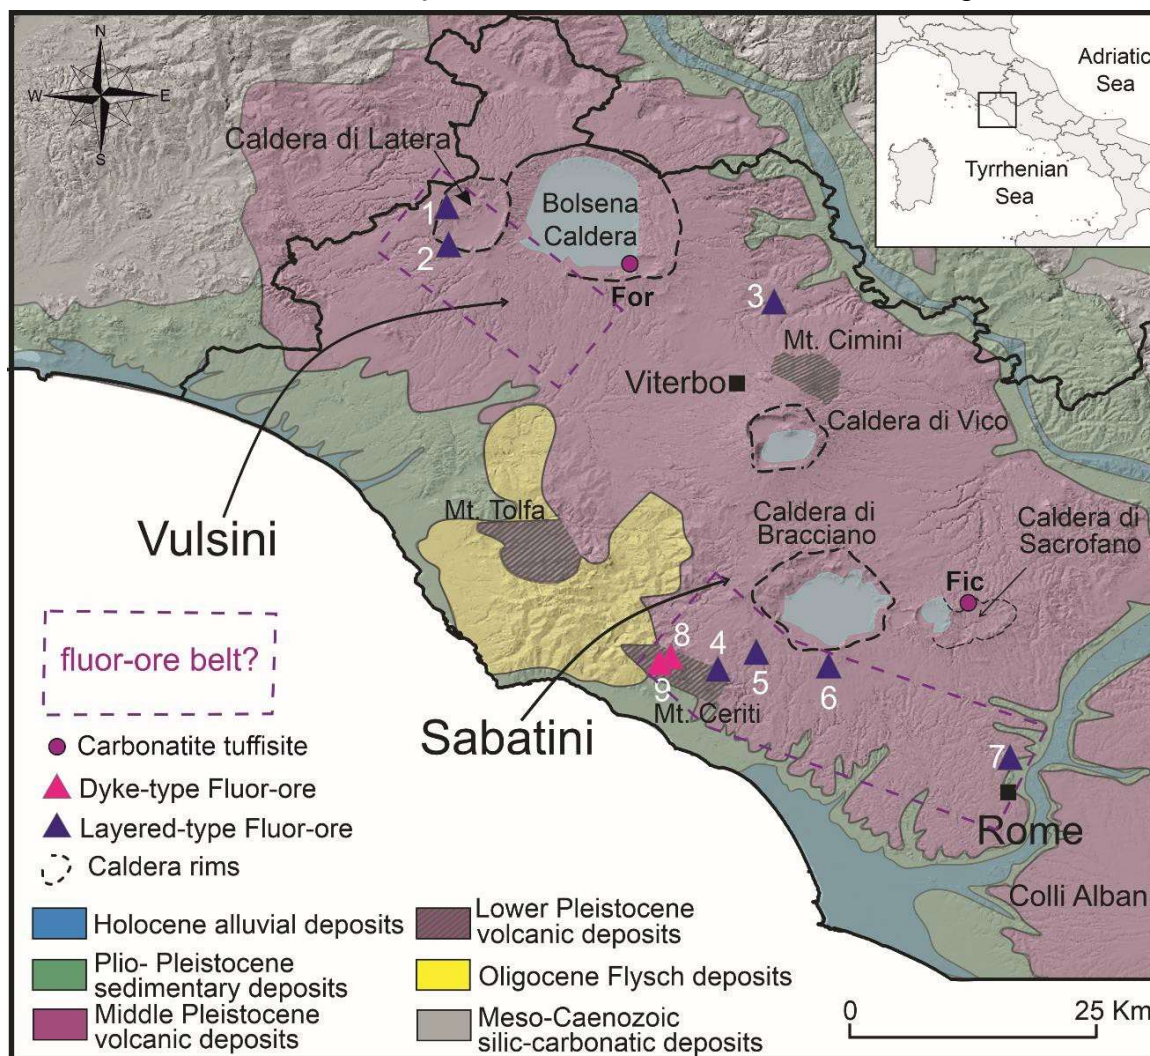 N
W
E
S
Adriatic
Sea
Tyrrhenian
Sea
Caldera di Latera
1
2
Bolsena
Caldera
For
3
Mt. Cimini
Viterbo
Caldera di Vico
Vulsini
Mt. Tolfa
Caldera di
Bracciano
Caldera di
Sacrofano
Fic
fluor-ore belt?
8
4
5
6
9
Mt. Ceriti
Sabatini
7
Rome
Colli Alban
Carbonatite tuffisite
Dyke-type Fluor-ore
Layered-type Fluor-ore
Caldera rims
Holocene alluvial deposits
Plio- Pleistocene
sedimentary deposits
Middle Pleistocene
volcanic deposits
Lower Pleistocene
volcanic deposits
Oligocene Flysch deposits
Meso-Caenozoic
silic-carbonatic deposits
0
25 Km